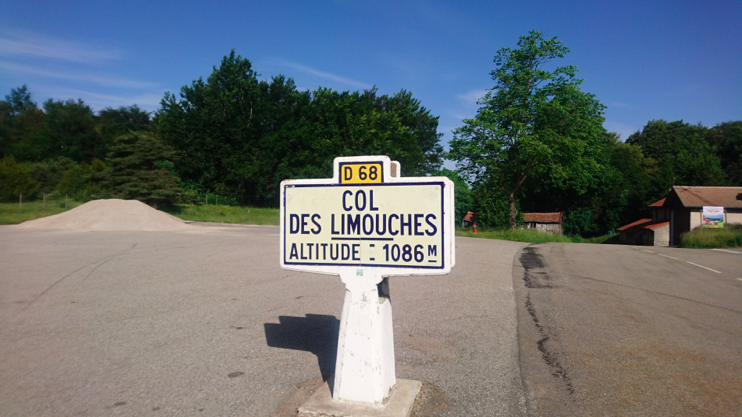 D 68
COL
DES LIMOUCHES
ALTITUDE = 1086 M